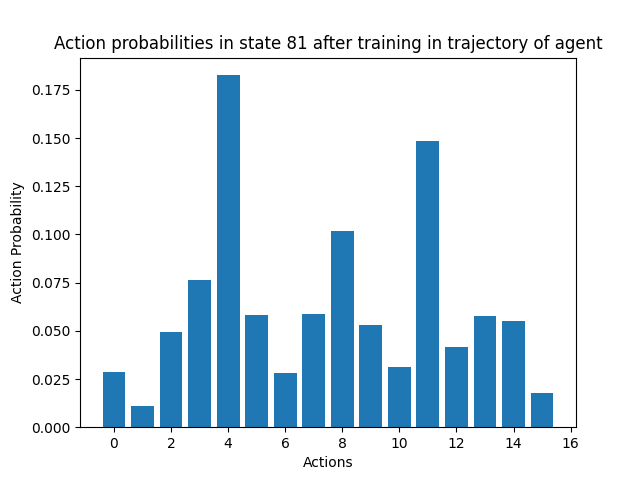 Action probabilities in state 81 after training in trajectory of agent
0.175
0.150
0.125
0.100
0.075
0.050
0.025
0.000
Action Probability
0 2 4 6 8 10 12 14 16
Actions